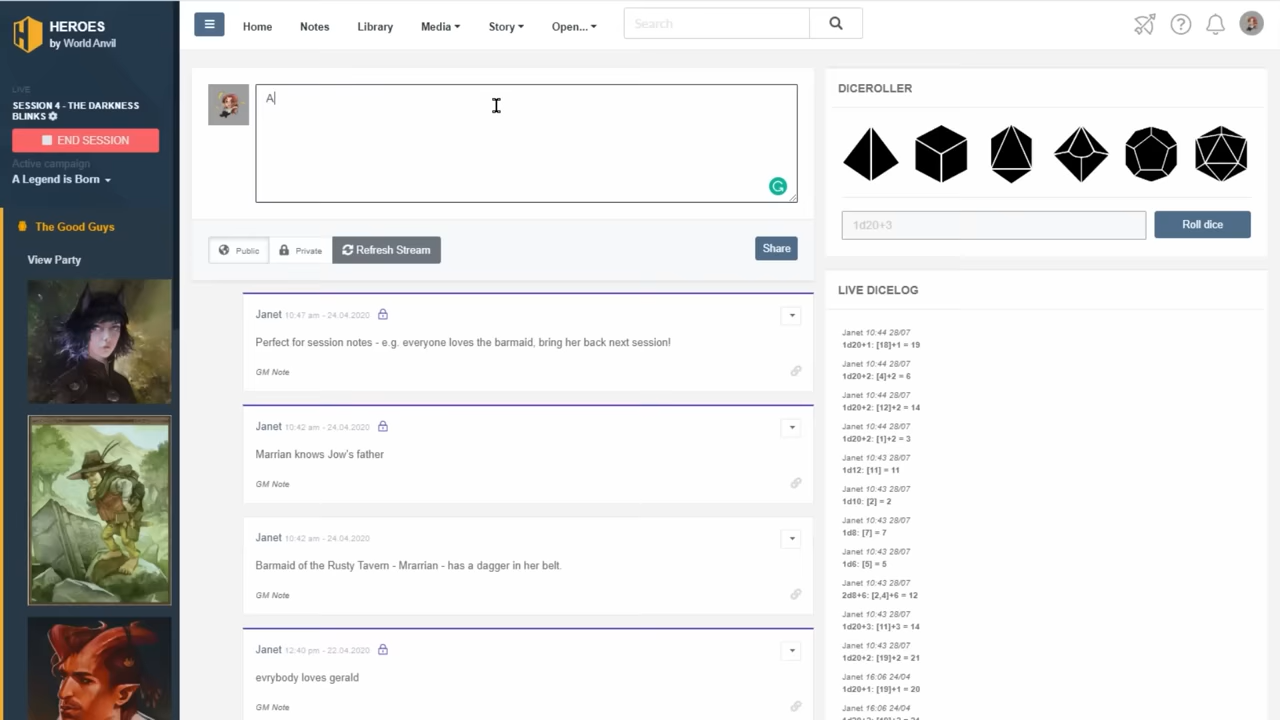 HEROES
by World Anvil
LIVE
SESSION 4 - THE DARKNESS
BLINKS
END SESSION
Active campaign
A Legend is Born
The Good Guys
View Party
Home Notes Library Media Story Open... Search
A
Public Private Refresh Stream Share
Janet 10:47 am - 24.04.2020
Perfect for session notes - e.g. everyone loves the barmaid, bring her back next session!
GM Note
Janet 10:42 am - 24.04.2020
Marrian knows Jow's father
GM Note
Janet 10:42 am - 24.04.2020
Barmaid of the Rusty Tavern - Mrarrian - has a dagger in her belt.
GM Note
Janet 12:40 pm - 22.04.2020
evrybody loves gerald
GM Note
DICEROLLER
1d20+3 Roll dice
LIVE DICELOG
Janet 10:44 28/07
1d20+1: [18]+1 = 19
Janet 10:44 28/07
1d20+2: [4]+2 = 6
Janet 10:44 28/07
1d20+2: [12]+2 = 14
Janet 10:44 28/07
1d20+2: [1]+2 = 3
Janet 10:43 28/07
1d12: [11] = 11
Janet 10:43 28/07
1d10: [2] = 2
Janet 10:43 28/07
1d8: [7] = 7
Janet 10:43 28/07
1d6: [5] = 5
Janet 10:43 28/07
2d8+6: [2,4]+6 = 12
Janet 10:43 28/07
1d20+3: [11]+3 = 14
Janet 10:43 28/07
1d20+2: [19]+2 = 21
Janet 16:06 24/04
1d20+1: [19]+1 = 20
Janet 16:06 24/04